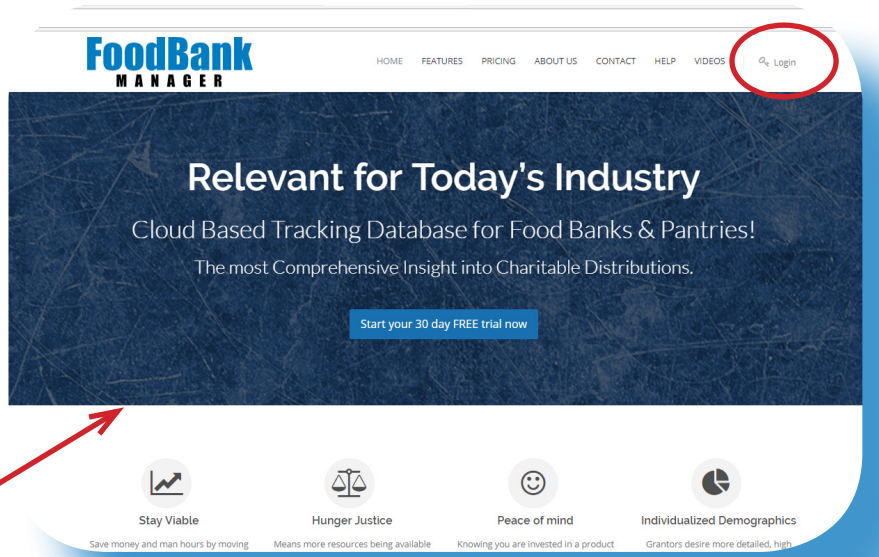 FoodBank
MANAGER
HOME FEATURES PRICING ABOUT US CONTACT HELP VIDEOS Login
Relevant for Today's Industry
Cloud Based Tracking Database for Food Banks & Pantries!
The most Comprehensive Insight into Charitable Distributions.
Start your 30 day FREE trial now
Stay Viable Hunger Justice Peace of mind Individualized Demographics
Save money and man hours by moving Means more resources being available Knowing you are invested in a product Grantors desire more detailed, high